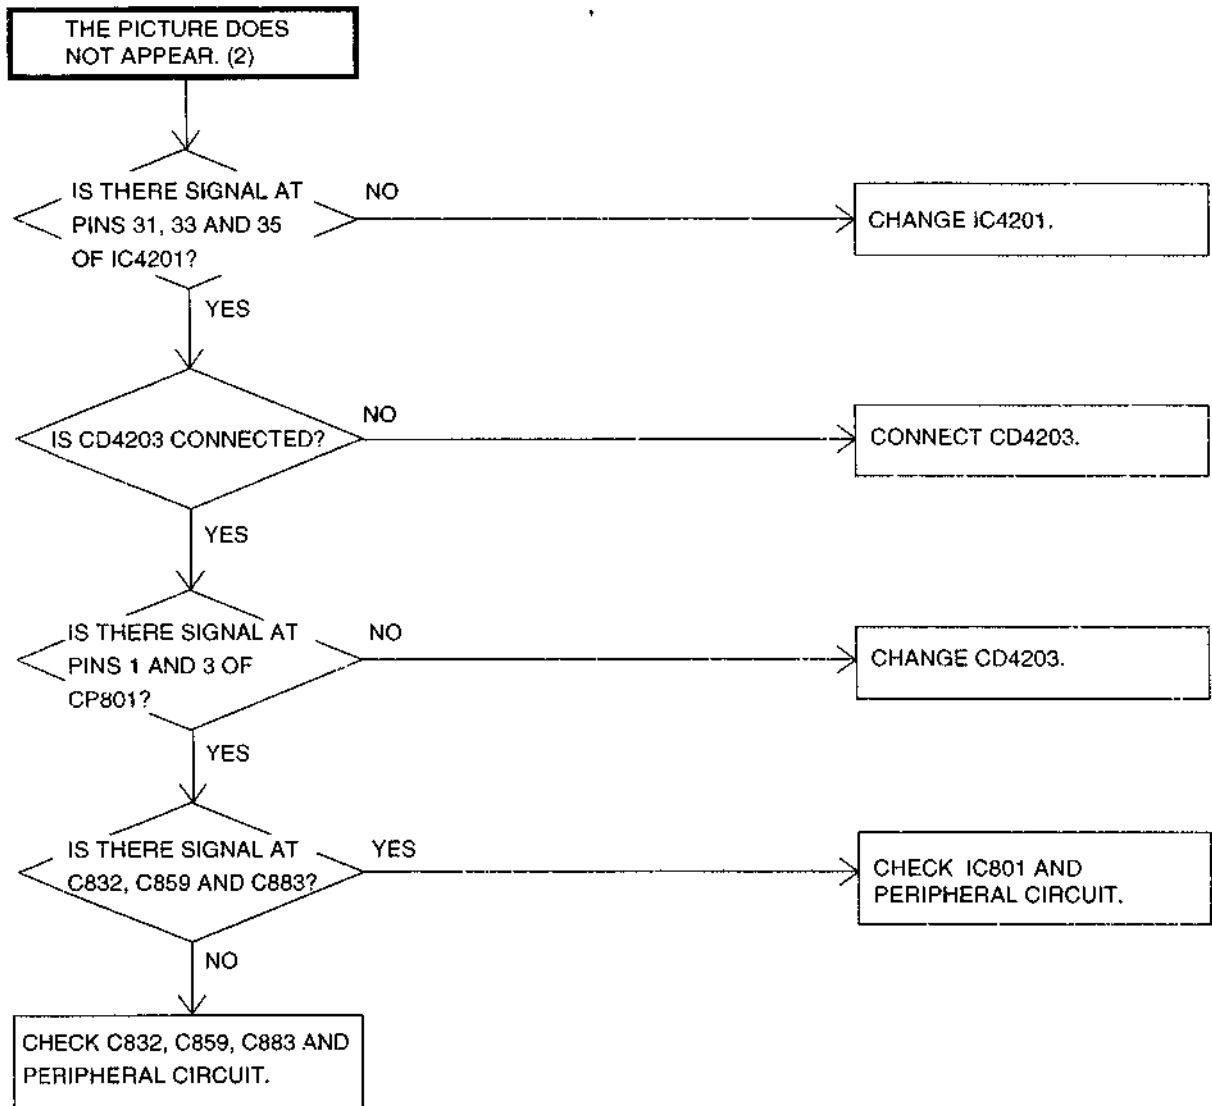 THE PICTURE DOES
NOT APPEAR. (2)
IS THERE SIGNAL AT
PINS 31, 33 AND 35
OF IC4201?
NO
CHANGE IC4201.
YES
IS CD4203 CONNECTED?
NO
CONNECT CD4203.
YES
IS THERE SIGNAL AT
PINS 1 AND 3 OF
CP801?
NO
CHANGE CD4203.
YES
IS THERE SIGNAL AT
C832, C859 AND C883?
YES
CHECK IC801 AND
PERIPHERAL CIRCUIT.
NO
CHECK C832, C859, C883 AND
PERIPHERAL CIRCUIT.